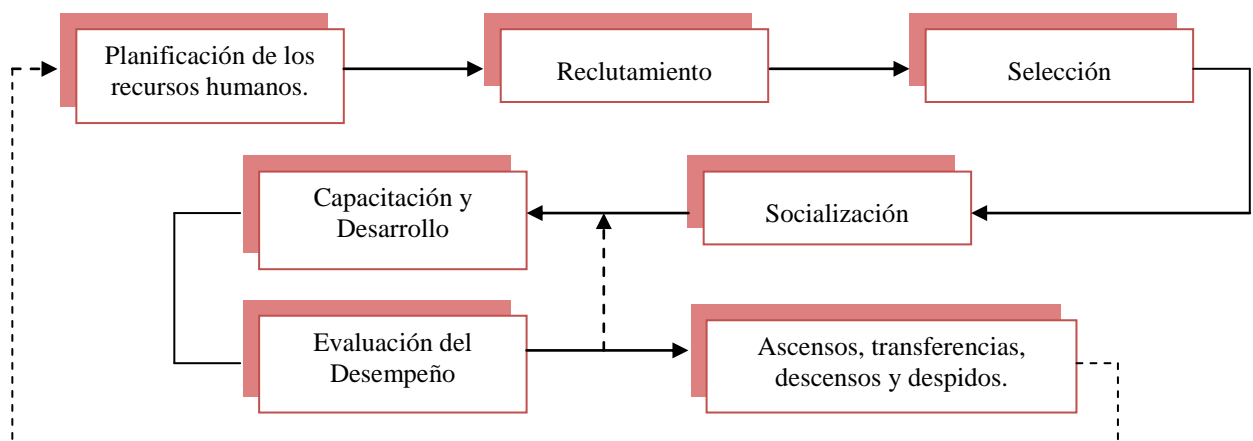 Planificación de los
recursos humanos.
Reclutamiento
Selección
Capacitación y
Desarrollo
Socialización
Evaluación del
Desempeño
Ascensos, transferencias,
descensos y despidos.